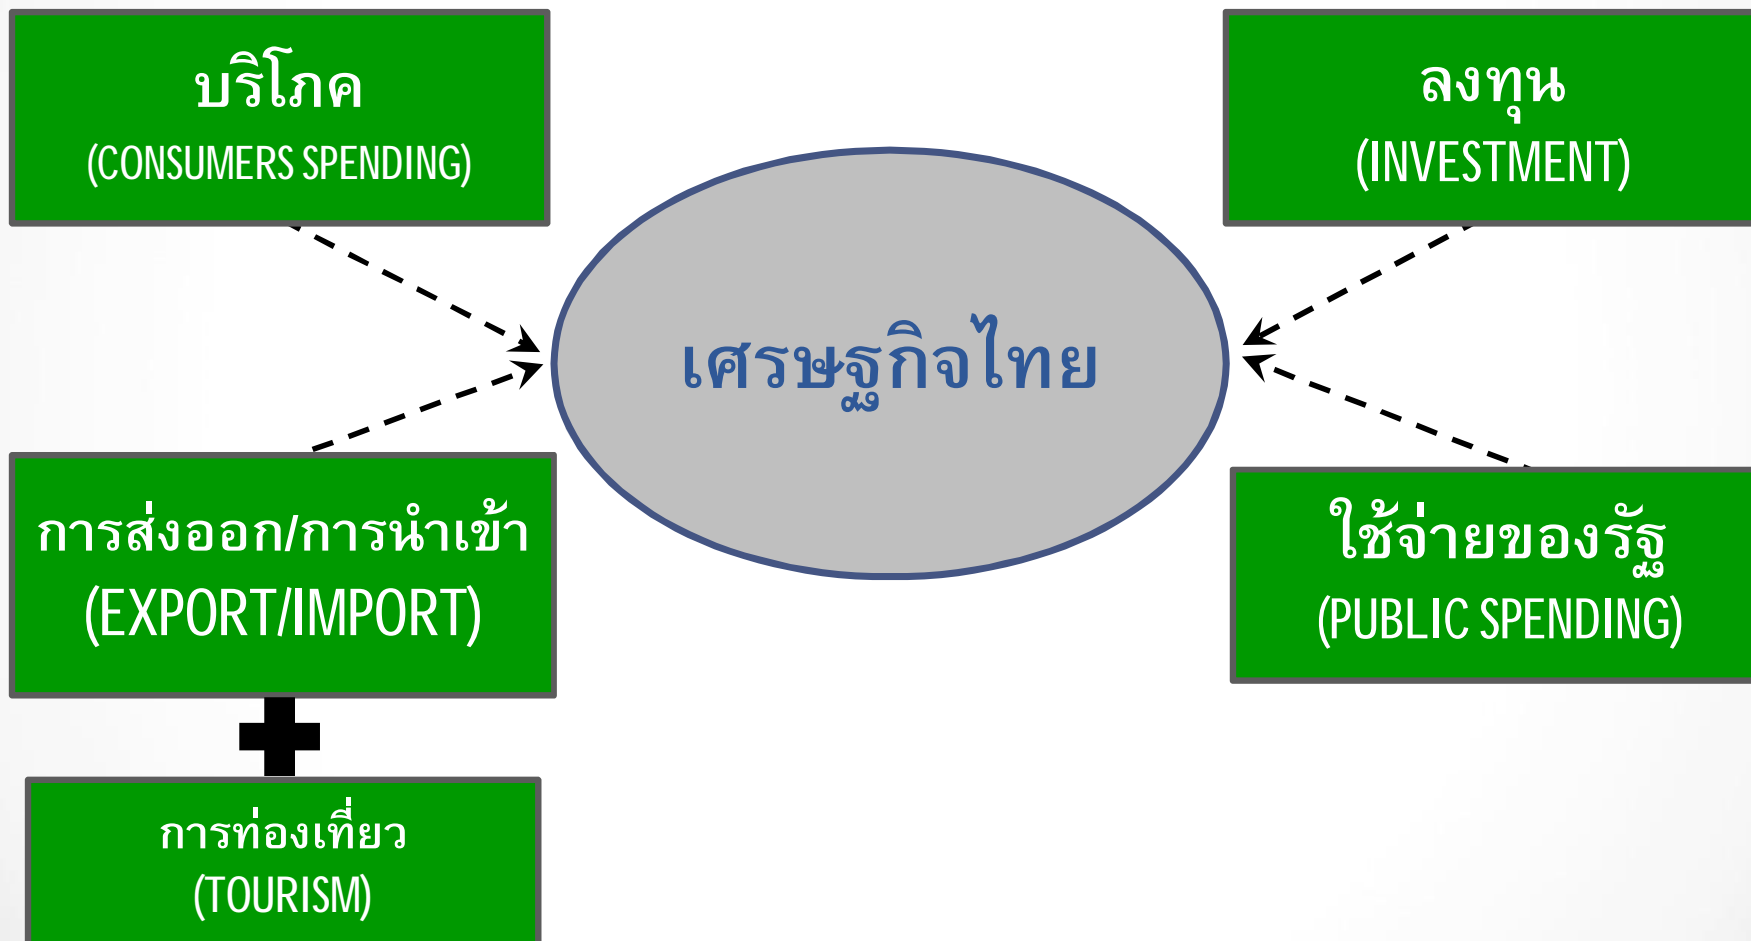 บริโภค
(CONSUMERS SPENDING)
ลงทุน
(INVESTMENT)
เศรษฐกิจไทย
การส่งออก/การนำเข้า
(EXPORT/IMPORT)
ใช้จ่ายของรัฐ
(PUBLIC SPENDING)
การท่องเที่ยว
(TOURISM)